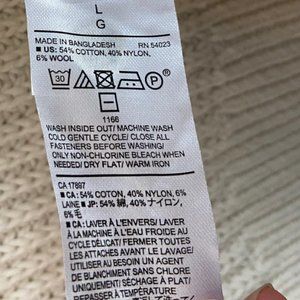 L
G
MADE IN BANGLADESH RN 54023
■ US: 54% COTTON, 40% NYLON,
6% WOOL
30 P
1166
WASH INSIDE OUT/ MACHINE WASH
COLD GENTLE CYCLE/ CLOSE ALL
FASTENERS BEFORE WASHING/
ONLY NON-CHLORINE BLEACH WHEN
NEEDED/ DRY FLAT/ WARM IRON
CA 17897
■ CA: 54% COTTON, 40% NYLON, 6%
LAINE ■ JP: 54% 綿, 40% ナイロン,
6% 毛
■ CA: LAVER À L'ENVERS/ LAVER
À LA MACHINE À L'EAU FROIDE AU
CYCLE DÉLICAT/ FERMER TOUTES
LES ATTACHES AVANT LE LAVAGE/
UTILISER AU BESOIN UN AGENT
DE BLANCHIMENT SANS CHLORE
UNIQUEMENT/ SÉCHAGE À PLAT/
REPASSER À TEMPÉRATURE